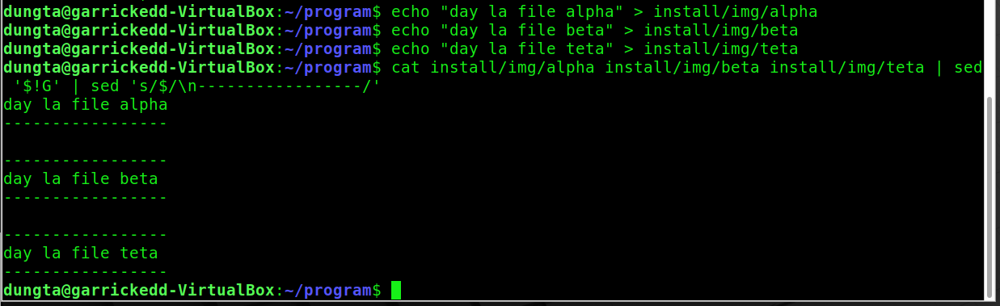 dungta@garrickedd-VirtualBox:~/program$ echo "day la file alpha" > install/img/alpha
dungta@garrickedd-VirtualBox:~/program$ echo "day la file beta" > install/img/beta
dungta@garrickedd-VirtualBox:~/program$ echo "day la file teta" > install/img/teta
dungta@garrickedd-VirtualBox:~/program$ cat install/img/alpha install/img/beta install/img/teta | sed
 '$!G' | sed 's/$/\n-----------------/'
day la file alpha
-----------------

-----------------
day la file beta
-----------------

-----------------
day la file teta
-----------------
dungta@garrickedd-VirtualBox:~/program$